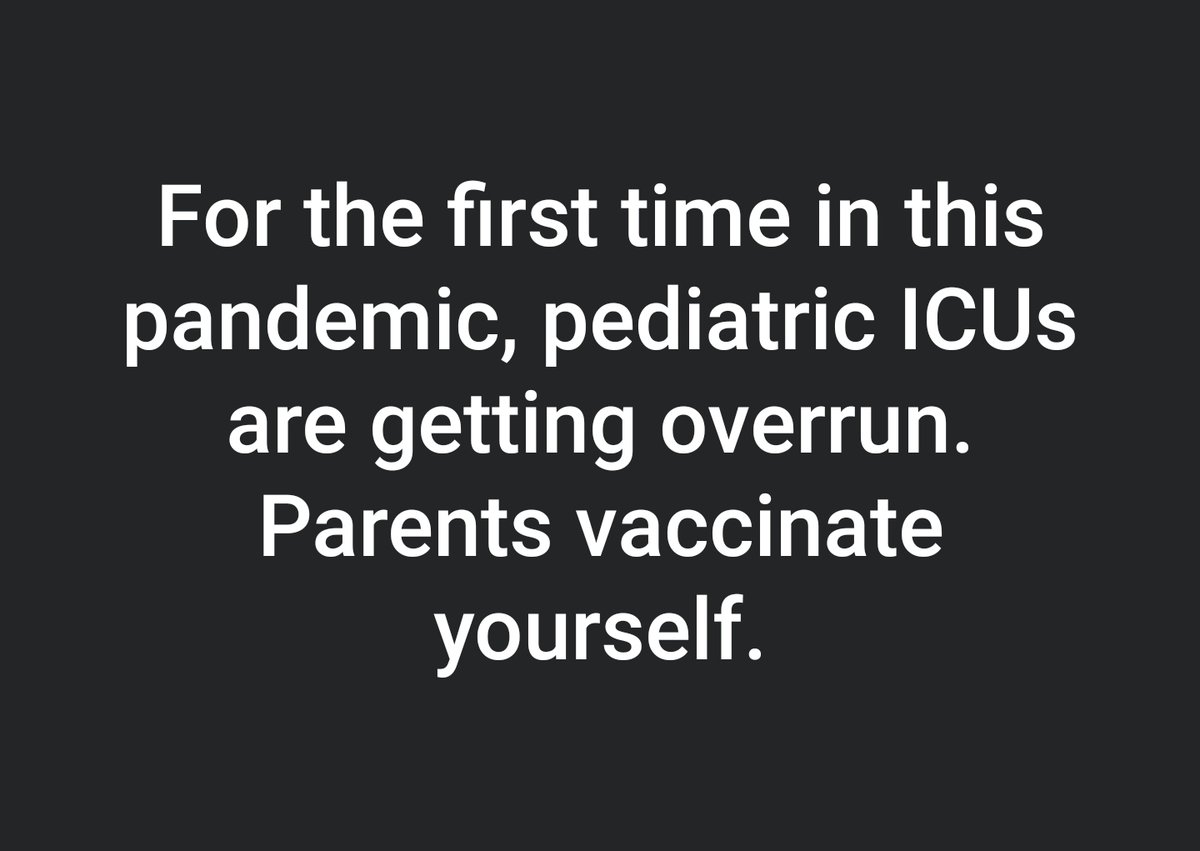 For the first time in this
pandemic, pediatric ICUs
are getting overrun.
Parents vaccinate
yourself.